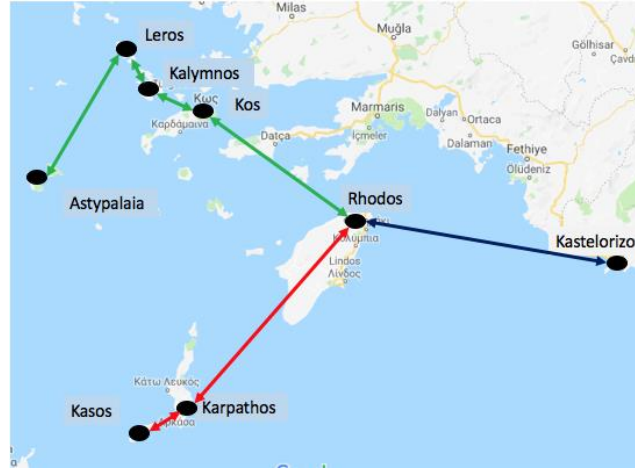 Milas
Muğla
Gölhisar
Leros
Kalymnos
Κως
Kos
Καρδάμαινα
Marmaris
İçmeler
Datça
Dalyan
Ortaca
Dalaman
Fethiye
Ölüdeniz
Astypalaia
Rhodos
Κολύμπια
Lindos
Λίνδος
Kastelorizo
Κάτω Λευκός
Kasos
Karpathos